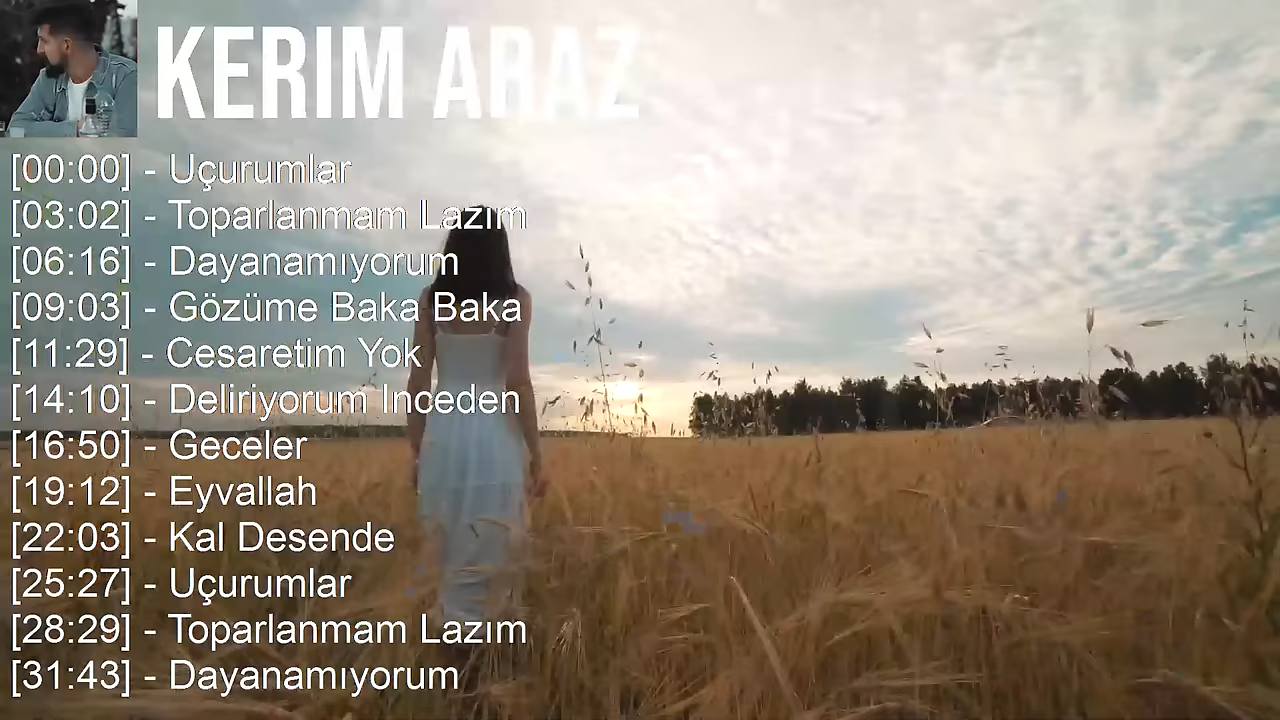 KERIM ARAZ
[00:00] - Uçurumlar
[03:02] - Toparlanmam Lazım
[06:16] - Dayanamıyorum
[09:03] - Gözüme Baka Baka
[11:29] - Cesaretim Yok
[14:10] - Deliriyorum Inceden
[16:50] - Geceler
[19:12] - Eyvallah
[22:03] - Kal Desende
[25:27] - Uçurumlar
[28:29] - Toparlanmam Lazım
[31:43] - Dayanamıyorum